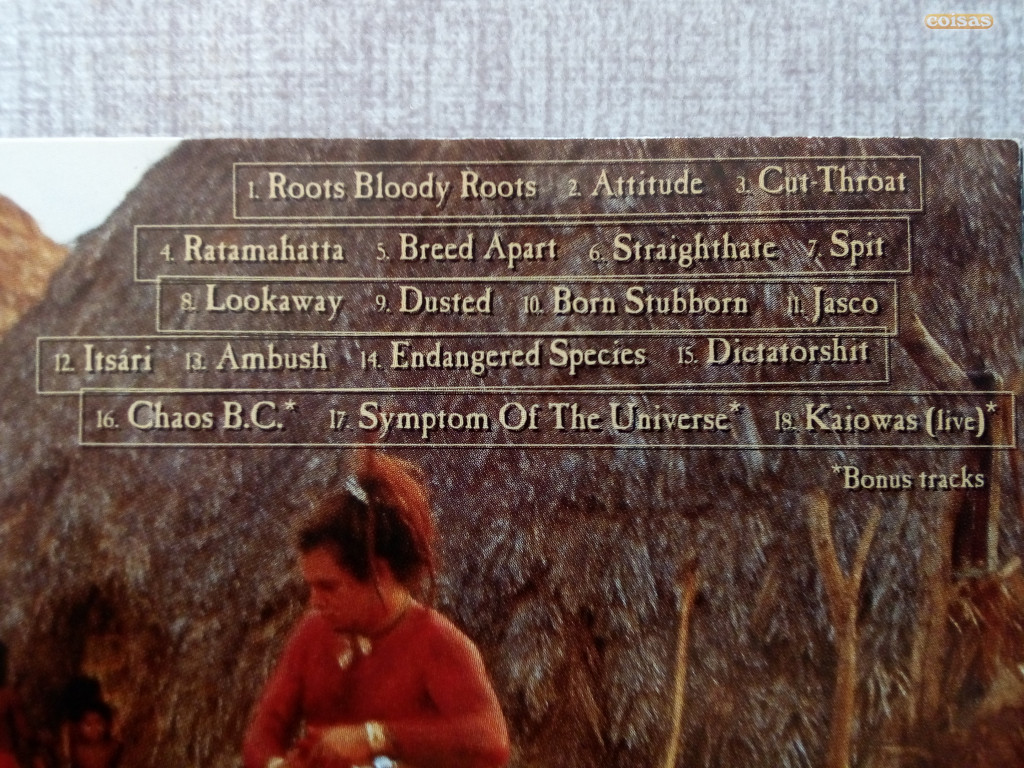 coisas
1. Roots Bloody Roots 2. Attitude 3. Cut-Throat
4. Ratamahatta 5. Breed Apart 6. Straighthate 7. Spit
8. Lookaway 9. Dusted 10. Born Stubborn 11. Jasco
12. Itsári 13. Ambush 14. Endangered Species 15. Dictatorshit
16. Chaos B.C.* 17. Symptom Of The Universe* 18. Kaiowas (live)*
*Bonus tracks